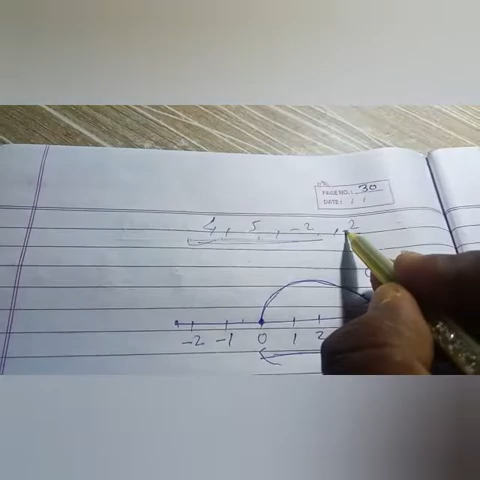 PAGE NO.: 30
DATE: / /
4, 5, -2, , 2
-2 -1 0 1 2